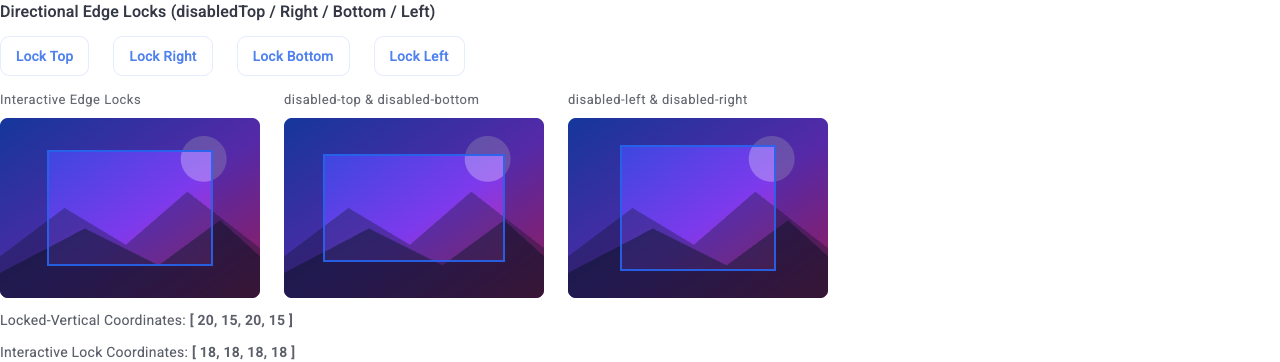 Directional Edge Locks (disabledTop / Right / Bottom / Left)
Lock Top
Lock Right
Lock Bottom
Lock Left
Interactive Edge Locks
disabled-top & disabled-bottom
disabled-left & disabled-right
Locked-Vertical Coordinates: [ 20, 15, 20, 15 ]
Interactive Lock Coordinates: [ 18, 18, 18, 18 ]